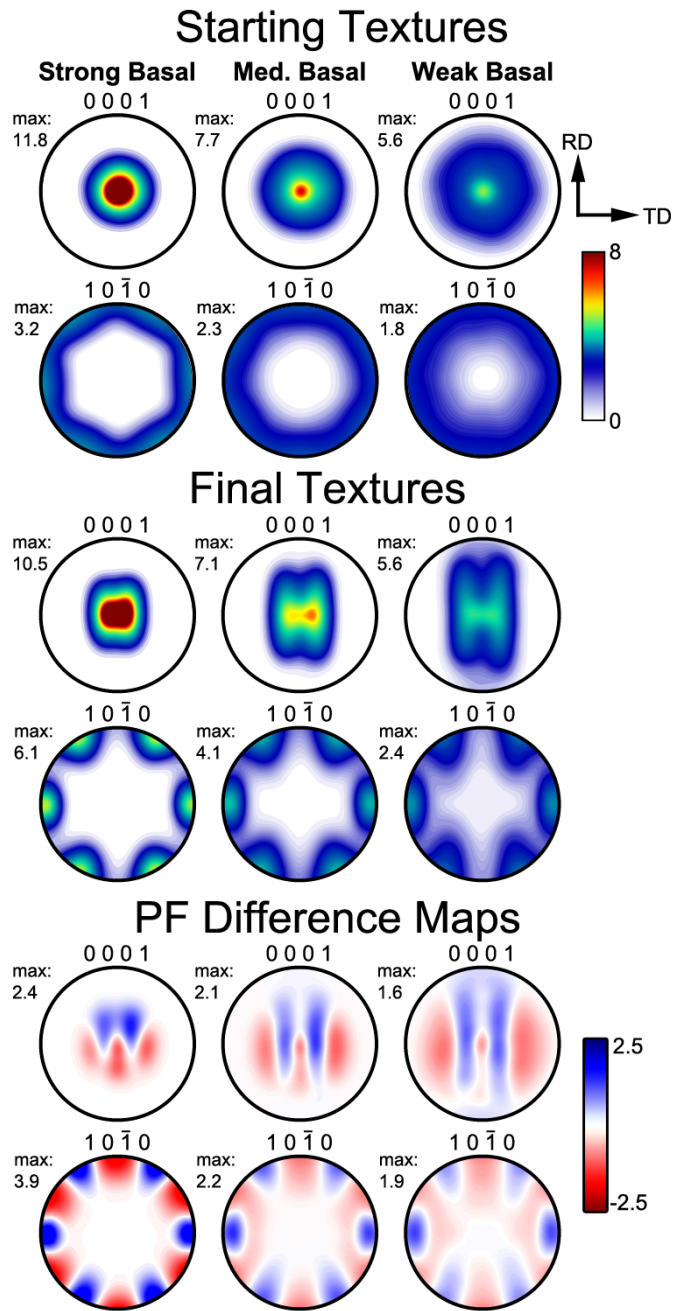 Starting Textures
Strong Basal Med. Basal Weak Basal
0 0 0 1 0 0 0 1 0 0 0 1
max: 11.8 max: 7.7 max: 5.6
RD
TD
1 0 1̄ 0 1 0 1̄ 0 1 0 1̄ 0
max: 3.2 max: 2.3 max: 1.8
8
0
Final Textures
0 0 0 1 0 0 0 1 0 0 0 1
max: 10.5 max: 7.1 max: 5.6
1 0 1̄ 0 1 0 1̄ 0 1 0 1̄ 0
max: 6.1 max: 4.1 max: 2.4
PF Difference Maps
0 0 0 1 0 0 0 1 0 0 0 1
max: 2.4 max: 2.1 max: 1.6
2.5
1 0 1̄ 0 1 0 1̄ 0 1 0 1̄ 0
max: 3.9 max: 2.2 max: 1.9
-2.5